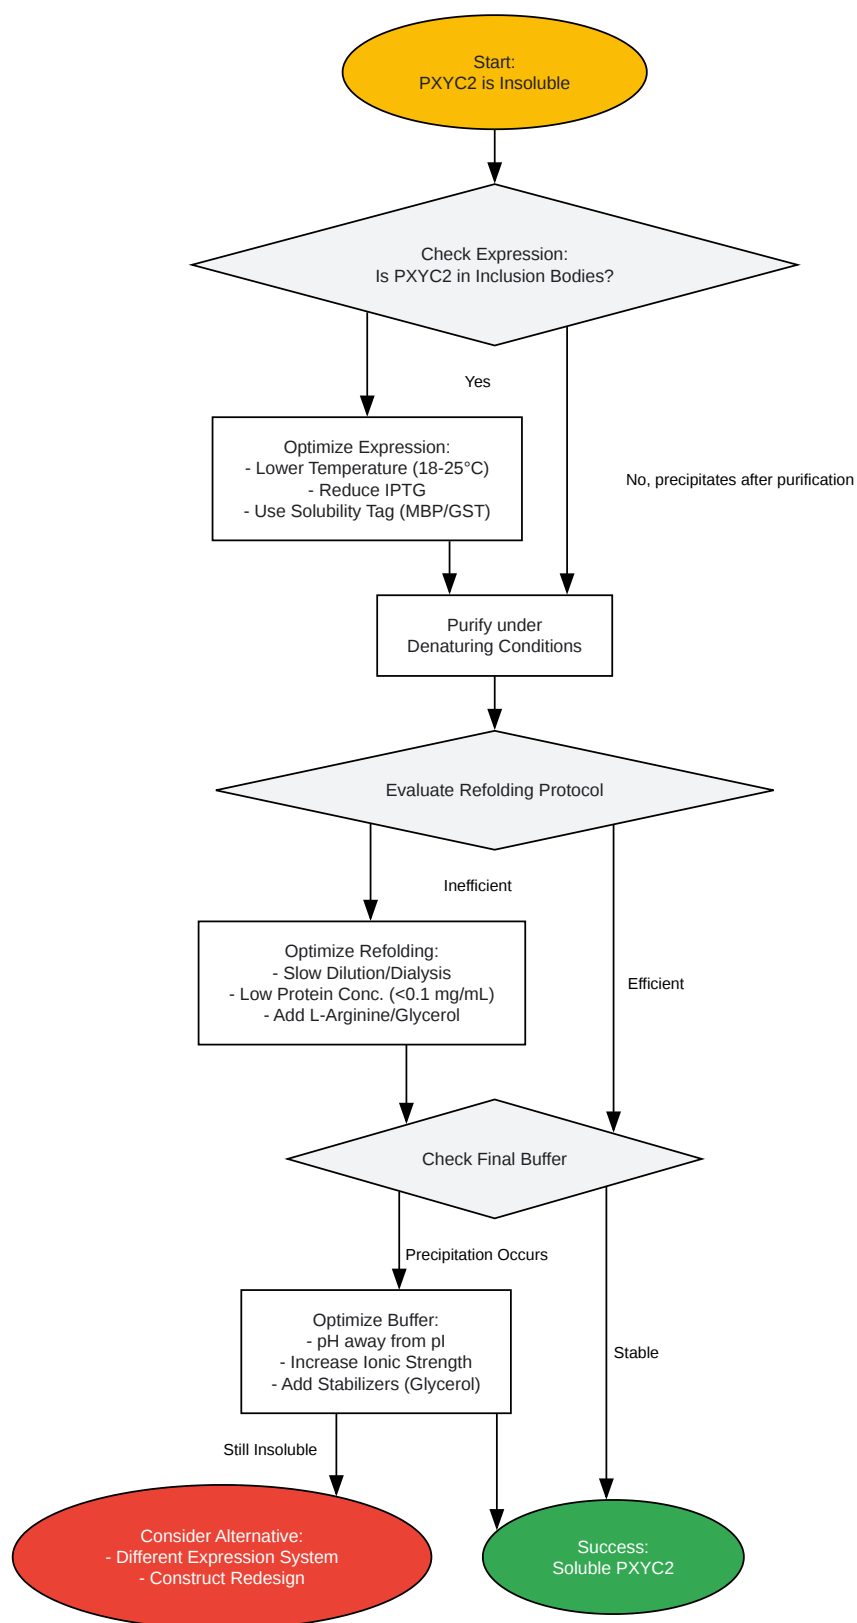 Start:
PXYC2 is Insoluble
Check Expression:
Is PXYC2 in Inclusion Bodies?
Yes
Optimize Expression:
- Lower Temperature (18-25°C)
- Reduce IPTG
- Use Solubility Tag (MBP/GST)
No, precipitates after purification
Purify under
Denaturing Conditions
Evaluate Refolding Protocol
Inefficient
Optimize Refolding:
- Slow Dilution/Dialysis
- Low Protein Conc. (<0.1 mg/mL)
- Add L-Arginine/Glycerol
Efficient
Check Final Buffer
Precipitation Occurs
Optimize Buffer:
- pH away from pI
- Increase Ionic Strength
- Add Stabilizers (Glycerol)
Stable
Still Insoluble
Consider Alternative:
- Different Expression System
- Construct Redesign
Success:
Soluble PXYC2